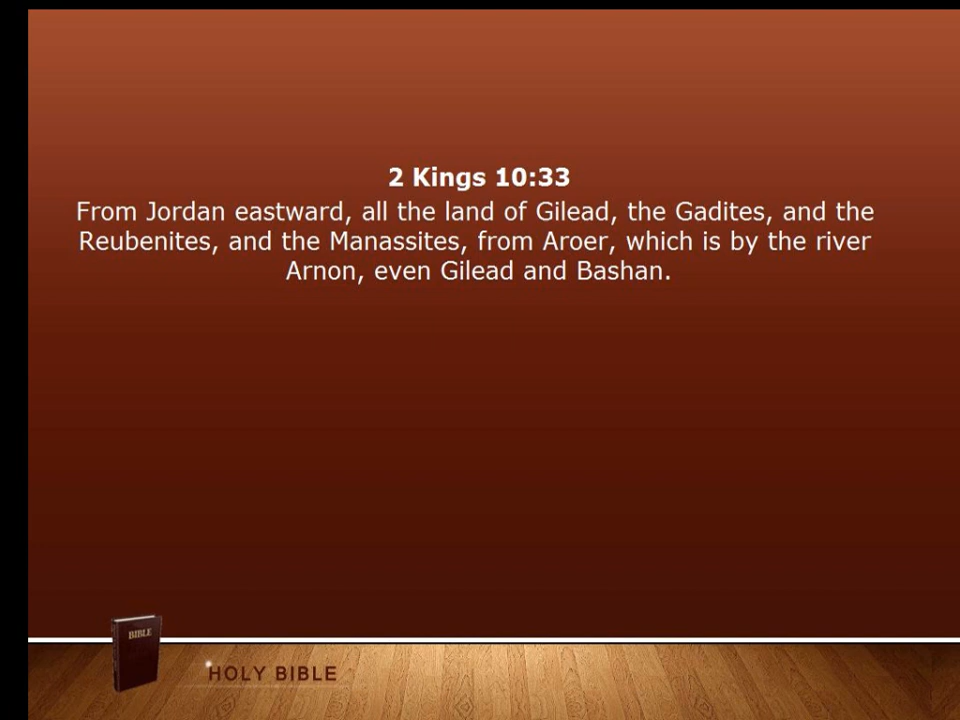 2 Kings 10:33
From Jordan eastward, all the land of Gilead, the Gadites, and the
Reubenites, and the Manassites, from Aroer, which is by the river
Arnon, even Gilead and Bashan.
BIBLE
HOLY BIBLE